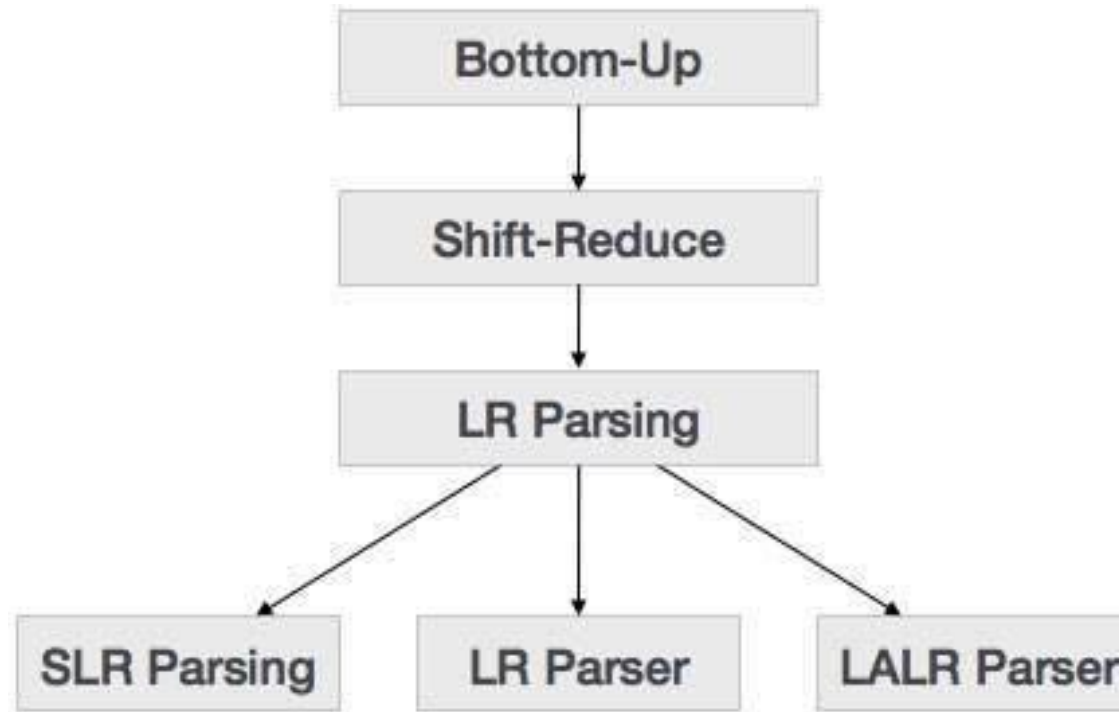 Bottom-Up
Shift-Reduce
LR Parsing
SLR Parsing
LR Parser
LALR Parser